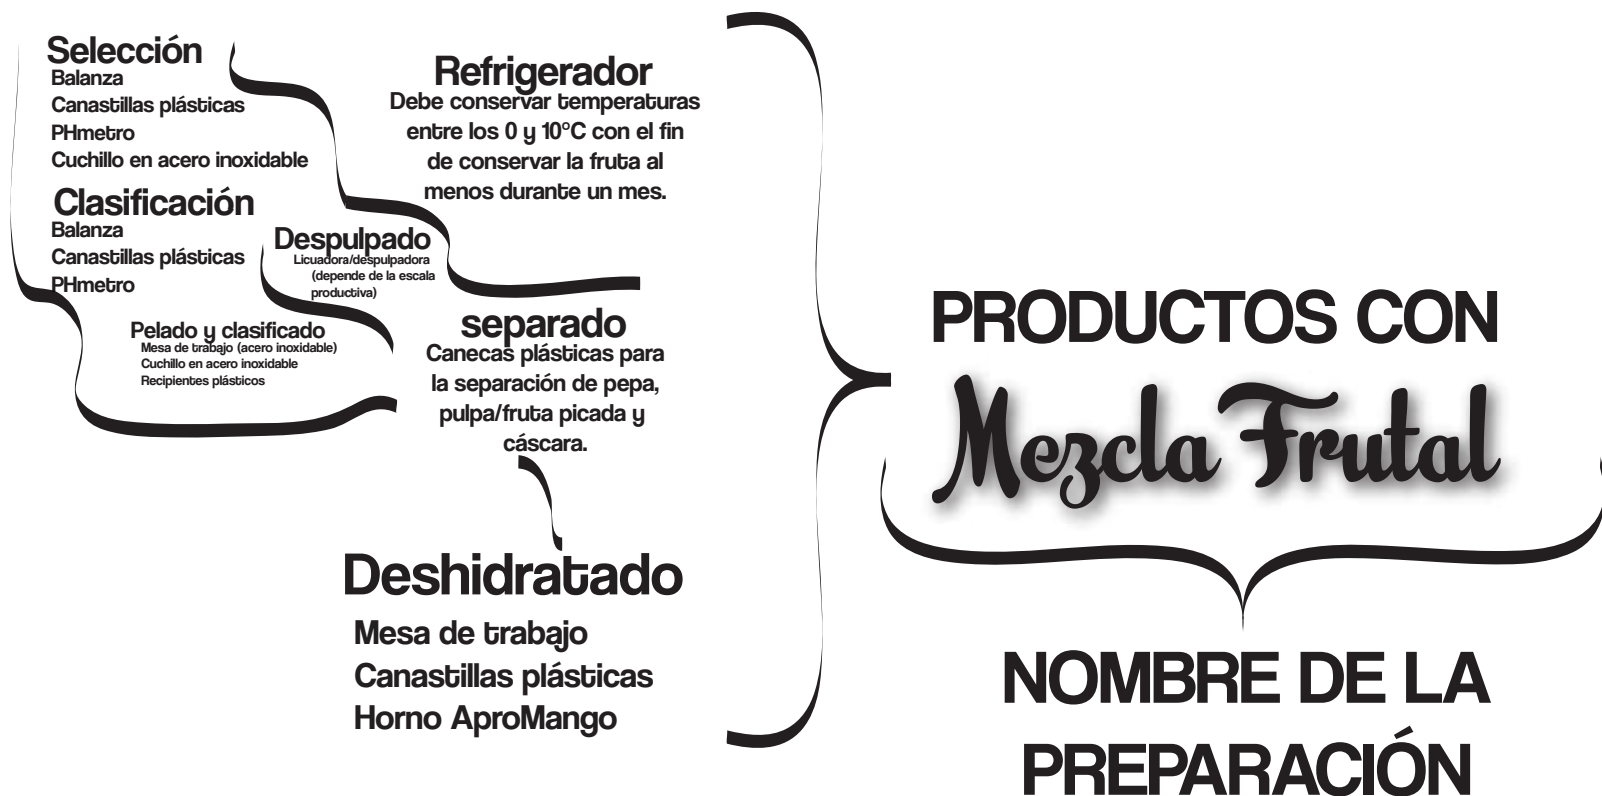 Selección
Balanza
Canastillas plásticas
PHmetro
Cuchillo en acero inoxidable
Clasificación
Balanza
Canastillas plásticas
PHmetro
Pelado y clasificado
Mesa de trabajo (acero inoxidable)
Cuchillo en acero inoxidable
Recipientes plásticos
Despulpado
Licuadora/despulpadora
(depende de la escala
productiva)
Refrigerador
Debe conservar temperaturas
entre los 0 y 10°C con el fin
de conservar la fruta al
menos durante un mes.
separado
Canecas plásticas para
la separación de pepa,
pulpa/fruta picada y
cáscara.
Deshidratado
Mesa de trabajo
Canastillas plásticas
Horno AproMango
PRODUCTOS CON
Mezcla Frutal
NOMBRE DE LA
PREPARACIÓN